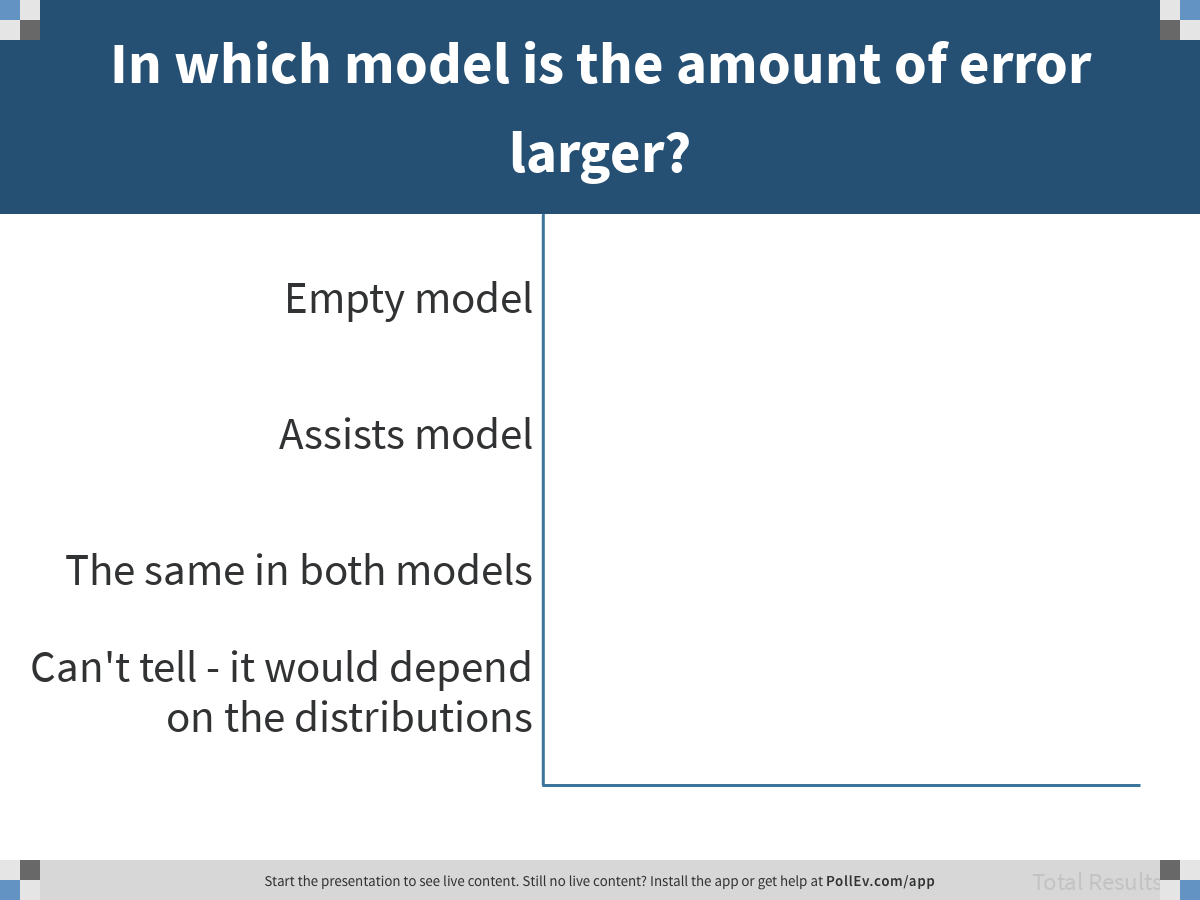 In which model is the amount of error
larger?
Empty model
Assists model
The same in both models
Can't tell - it would depend
on the distributions
Start the presentation to see live content. Still no live content? Install the app or get help at PollEv.com/app
Total Results